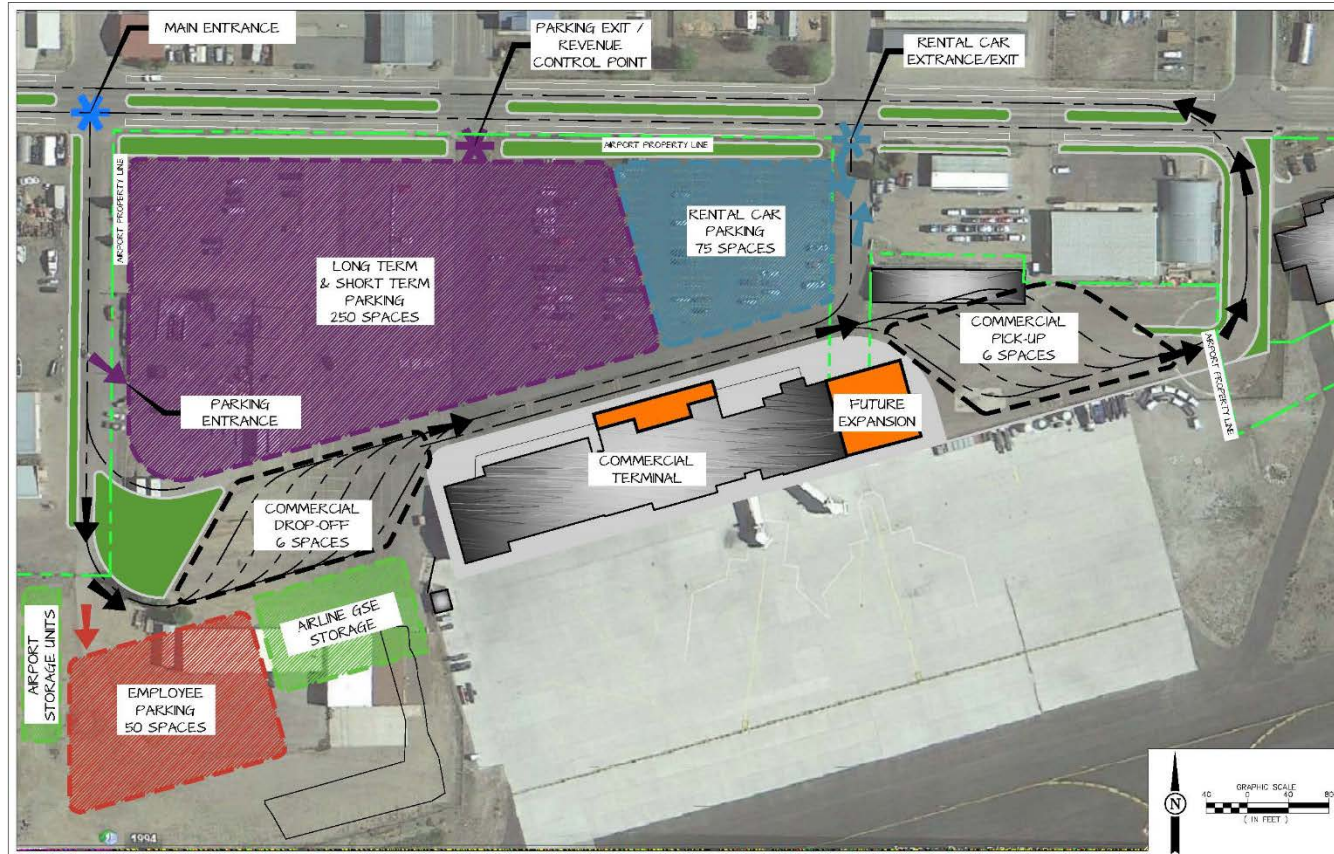 MAIN ENTRANCE
PARKING EXIT /
REVENUE
CONTROL POINT
RENTAL CAR
EXTRANCE/EXIT
AIRPORT PROPERTY LINE
AIRPORT PROPERTY LINE
RENTAL CAR
PARKING
75 SPACES
LONG TERM
& SHORT TERM
PARKING
250 SPACES
COMMERCIAL
PICK-UP
6 SPACES
AIRPORT PROPERTY LINE
PARKING
ENTRANCE
FUTURE
EXPANSION
COMMERCIAL
TERMINAL
COMMERCIAL
DROP-OFF
6 SPACES
AIRLINE GSE
STORAGE
AIRPORT
STORAGE UNITS
EMPLOYEE
PARKING
50 SPACES
N
GRAPHIC SCALE
40 0 40 80
( IN FEET )
1994